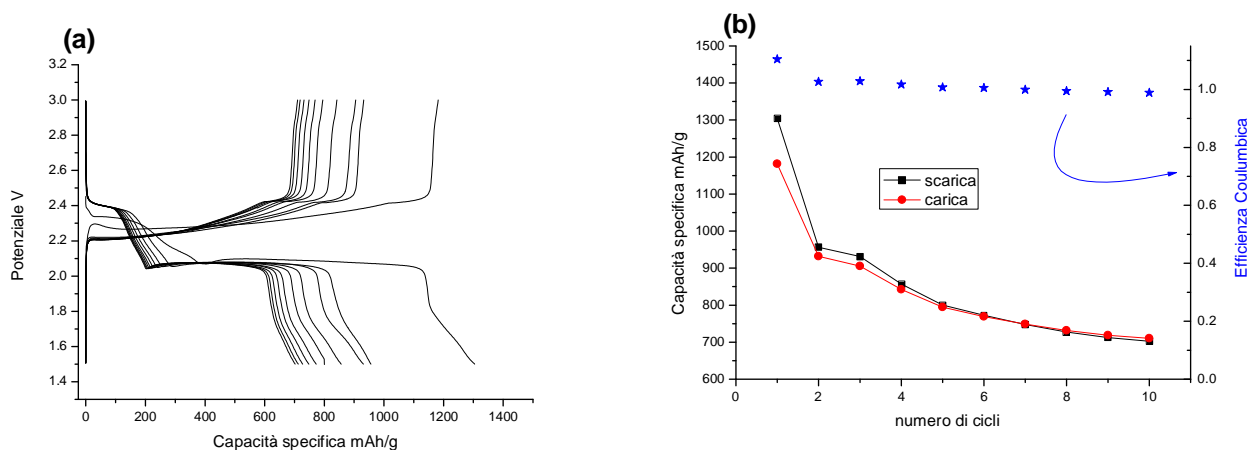 (a)
3.2
3.0
2.8
2.6
2.4
2.2
2.0
1.8
1.6
1.4
Potenziale V
0 200 400 600 800 1000 1200 1400
Capacità specifica mAh/g
(b)
1500
1400
1300
1200
1100
1000
900
800
700
600
Capacità specifica mAh/g
scarica
carica
0 2 4 6 8 10
numero di cicli
1.0
0.8
0.6
0.4
0.2
0.0
Efficienza Coulumbica